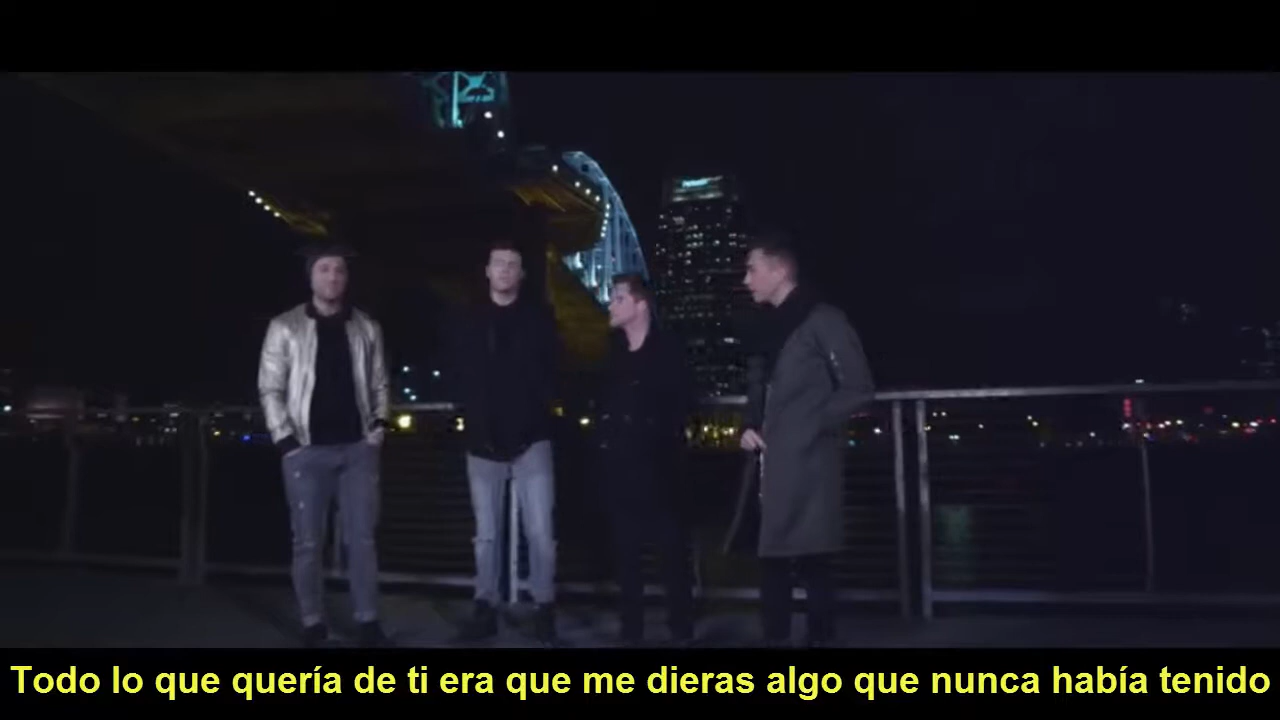 Todo lo que quería de ti era que me dieras algo que nunca había tenido